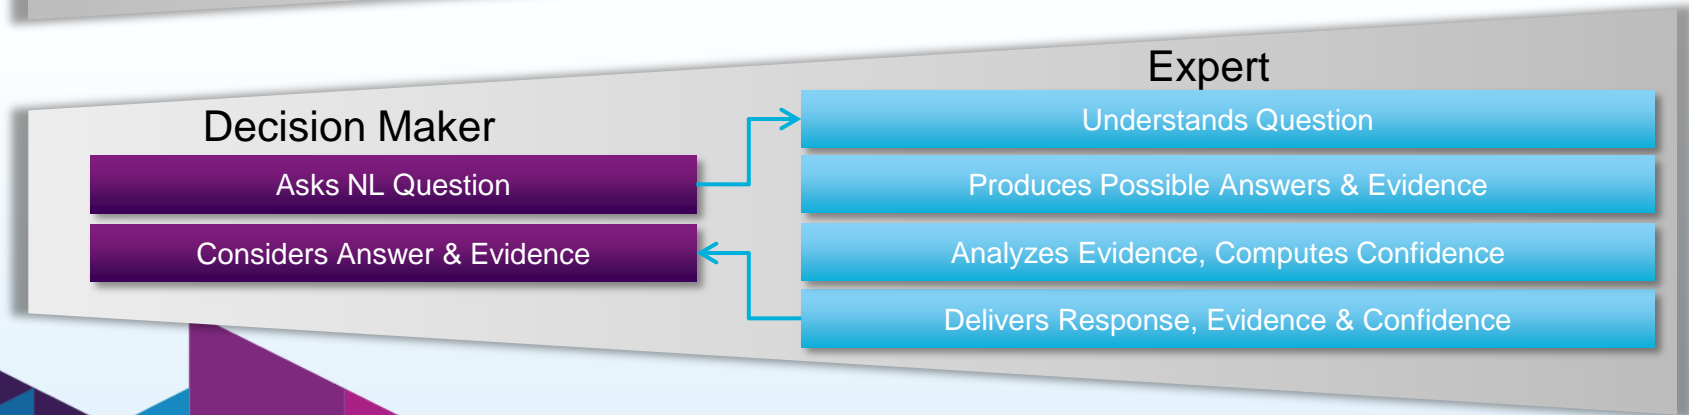 Decision Maker
Asks NL Question
Considers Answer & Evidence
Expert
Understands Question
Produces Possible Answers & Evidence
Analyzes Evidence, Computes Confidence
Delivers Response, Evidence & Confidence